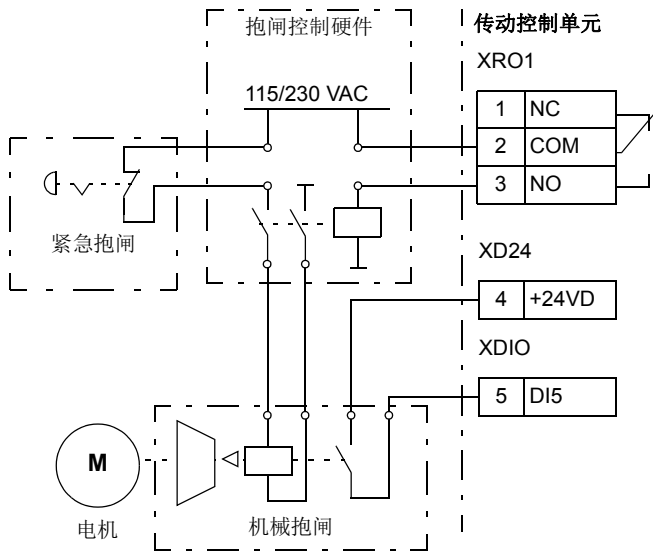 抱闸控制硬件
传动控制单元
XRO1
115/230 VAC
1 NC
2 COM
3 NO
紧急抱闸
XD24
4 +24VD
XDIO
5 DI5
M
电机
机械抱闸